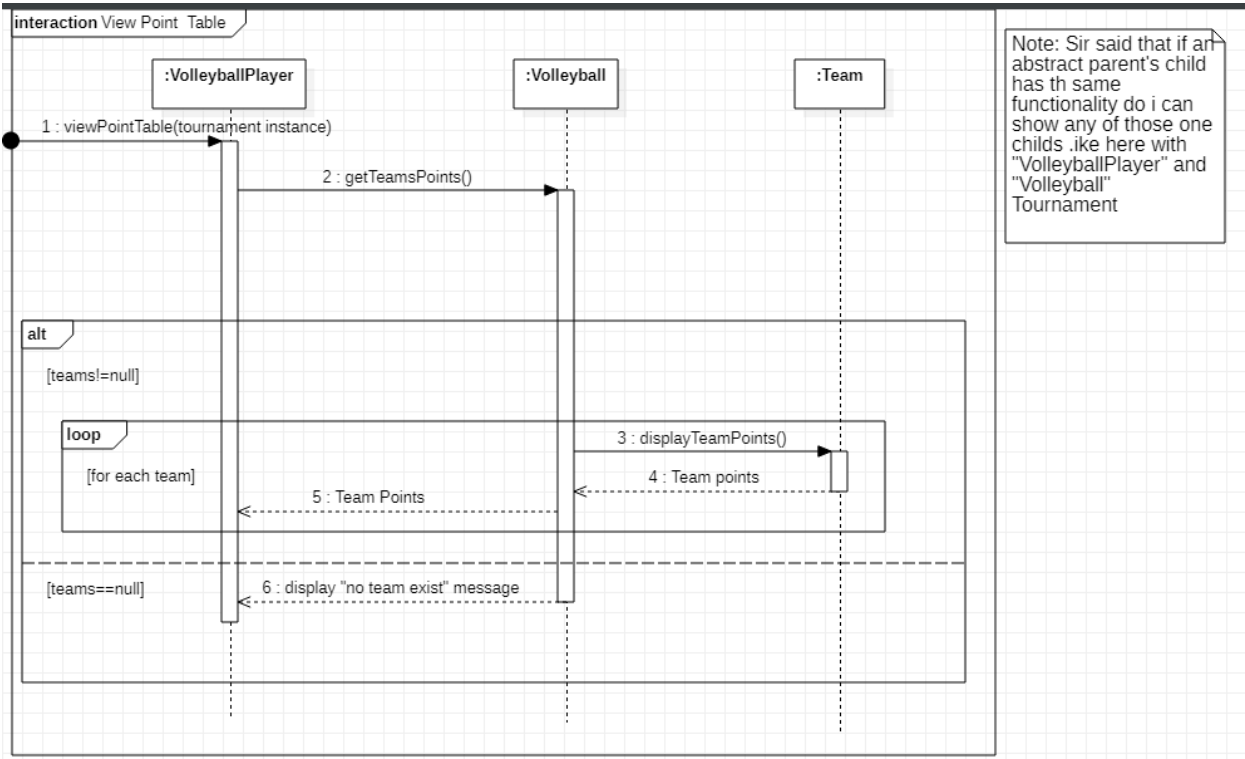 interaction View Point Table
:VolleyballPlayer
:Volleyball
:Team
1 : viewPointTable(tournament instance)
2 : getTeamsPoints()
alt
[teams!=null]
loop
[for each team]
3 : displayTeamPoints()
4 : Team points
5 : Team Points
[teams==null]
6 : display "no team exist" message
Note: Sir said that if an
abstract parent's child
has th same
functionality do i can
show any of those one
childs .ike here with
"VolleyballPlayer" and
"Volleyball"
Tournament